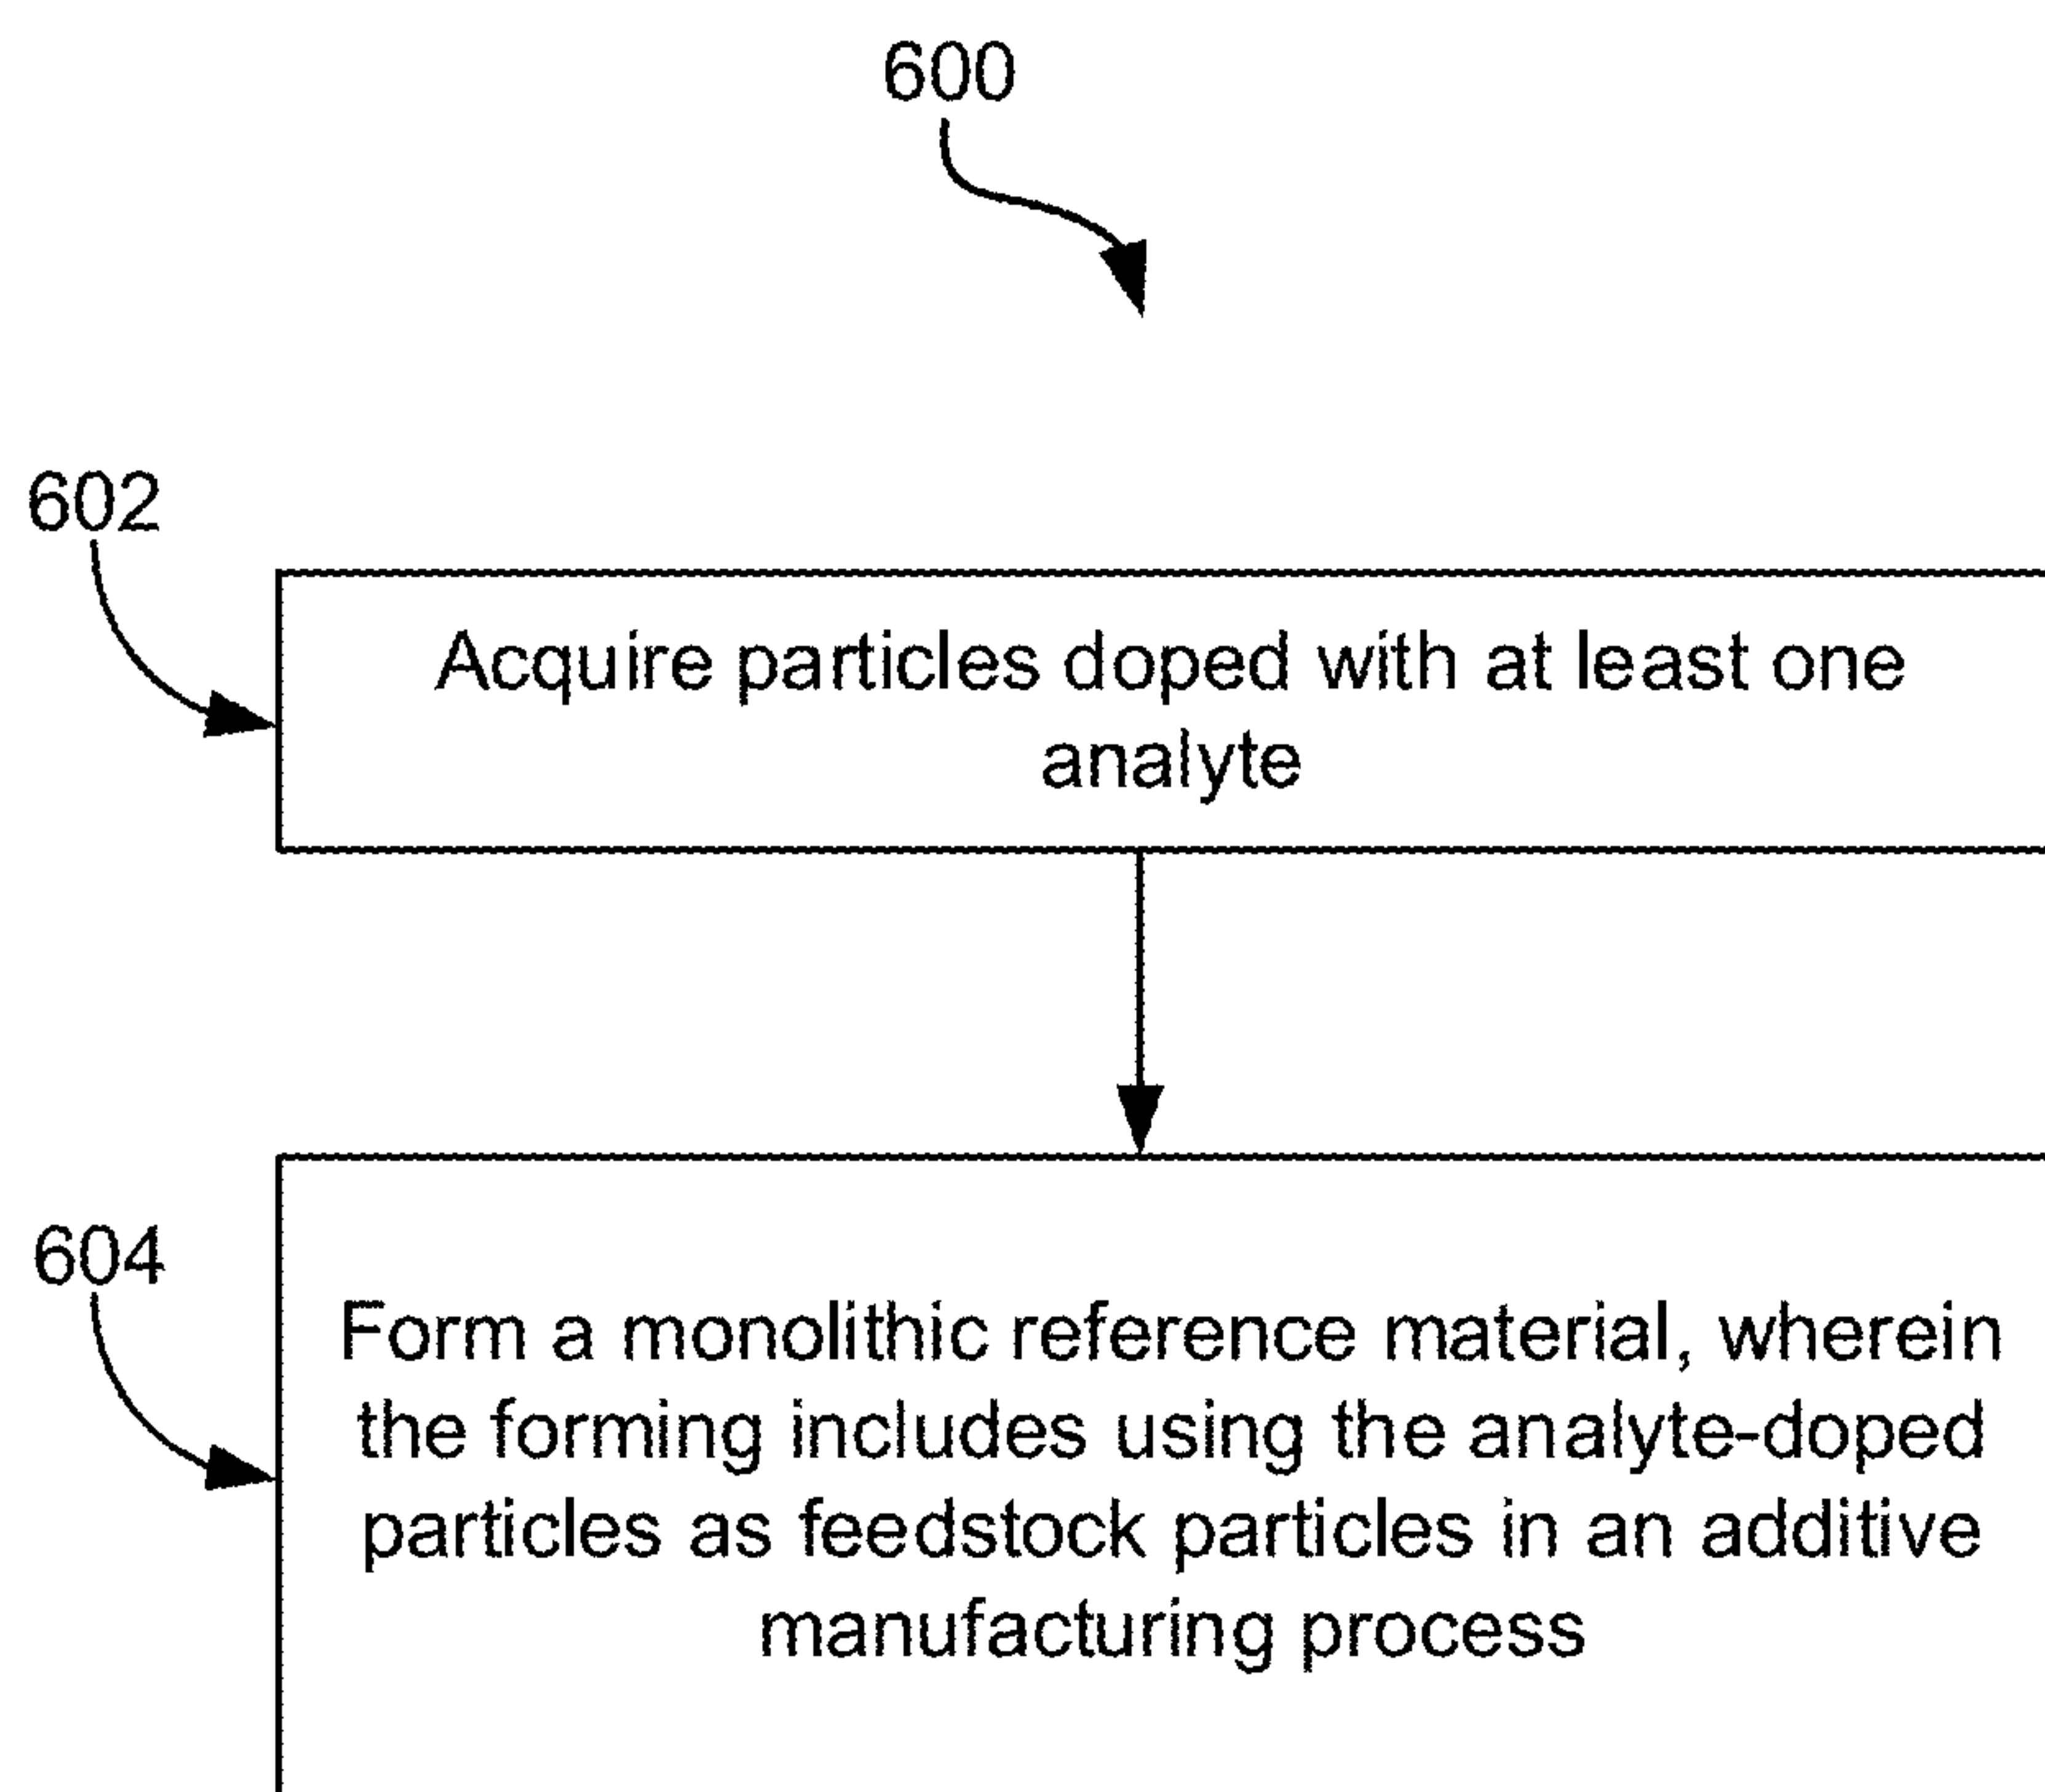 600
602
Acquire particles doped with at least one
analyte
604
Form a monolithic reference material, wherein
the forming includes using the analyte-doped
particles as feedstock particles in an additive
manufacturing process